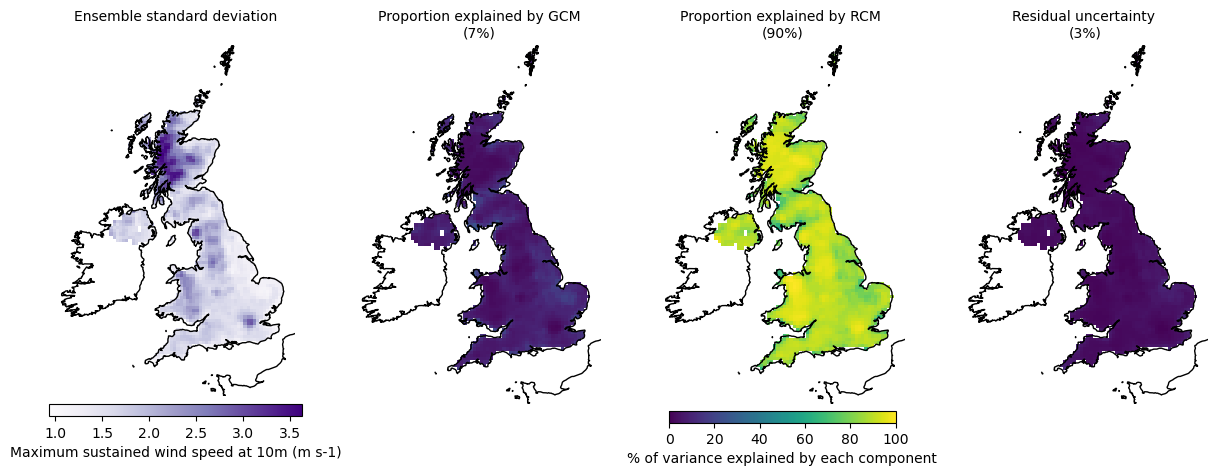 Ensemble standard deviation
Proportion explained by GCM
(7%)
Proportion explained by RCM
(90%)
Residual uncertainty
(3%)
1.0 1.5 2.0 2.5 3.0 3.5
Maximum sustained wind speed at 10m (m s-1)
0 20 40 60 80 100
% of variance explained by each component